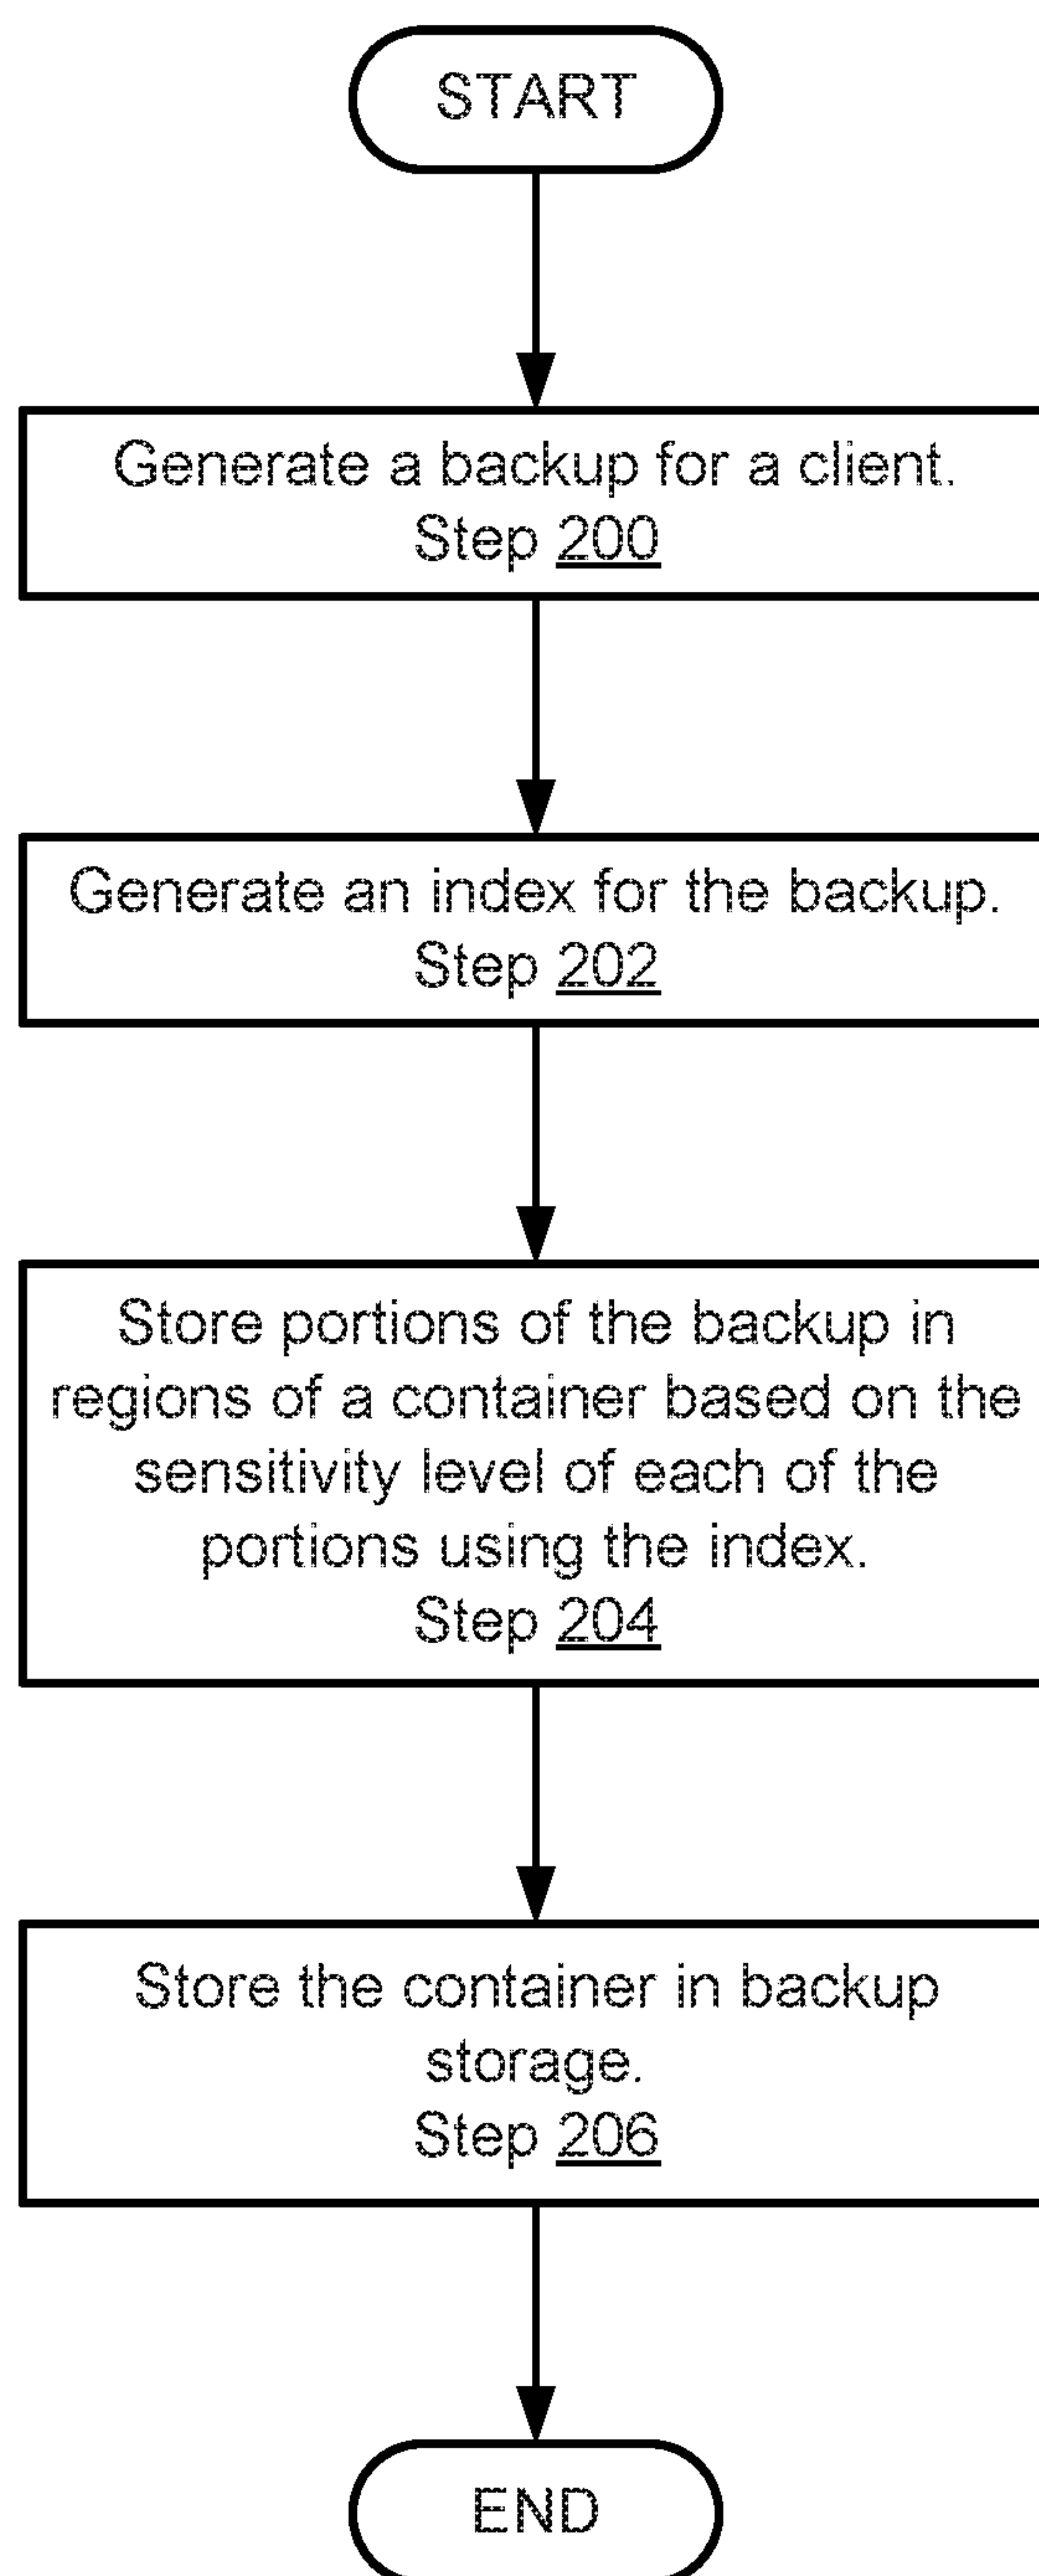 START
Generate a backup for a client.
Step 200
Generate an index for the backup.
Step 202
Store portions of the backup in
regions of a container based on the
sensitivity level of each of the
portions using the index.
Step 204
Store the container in backup
storage.
Step 206
END